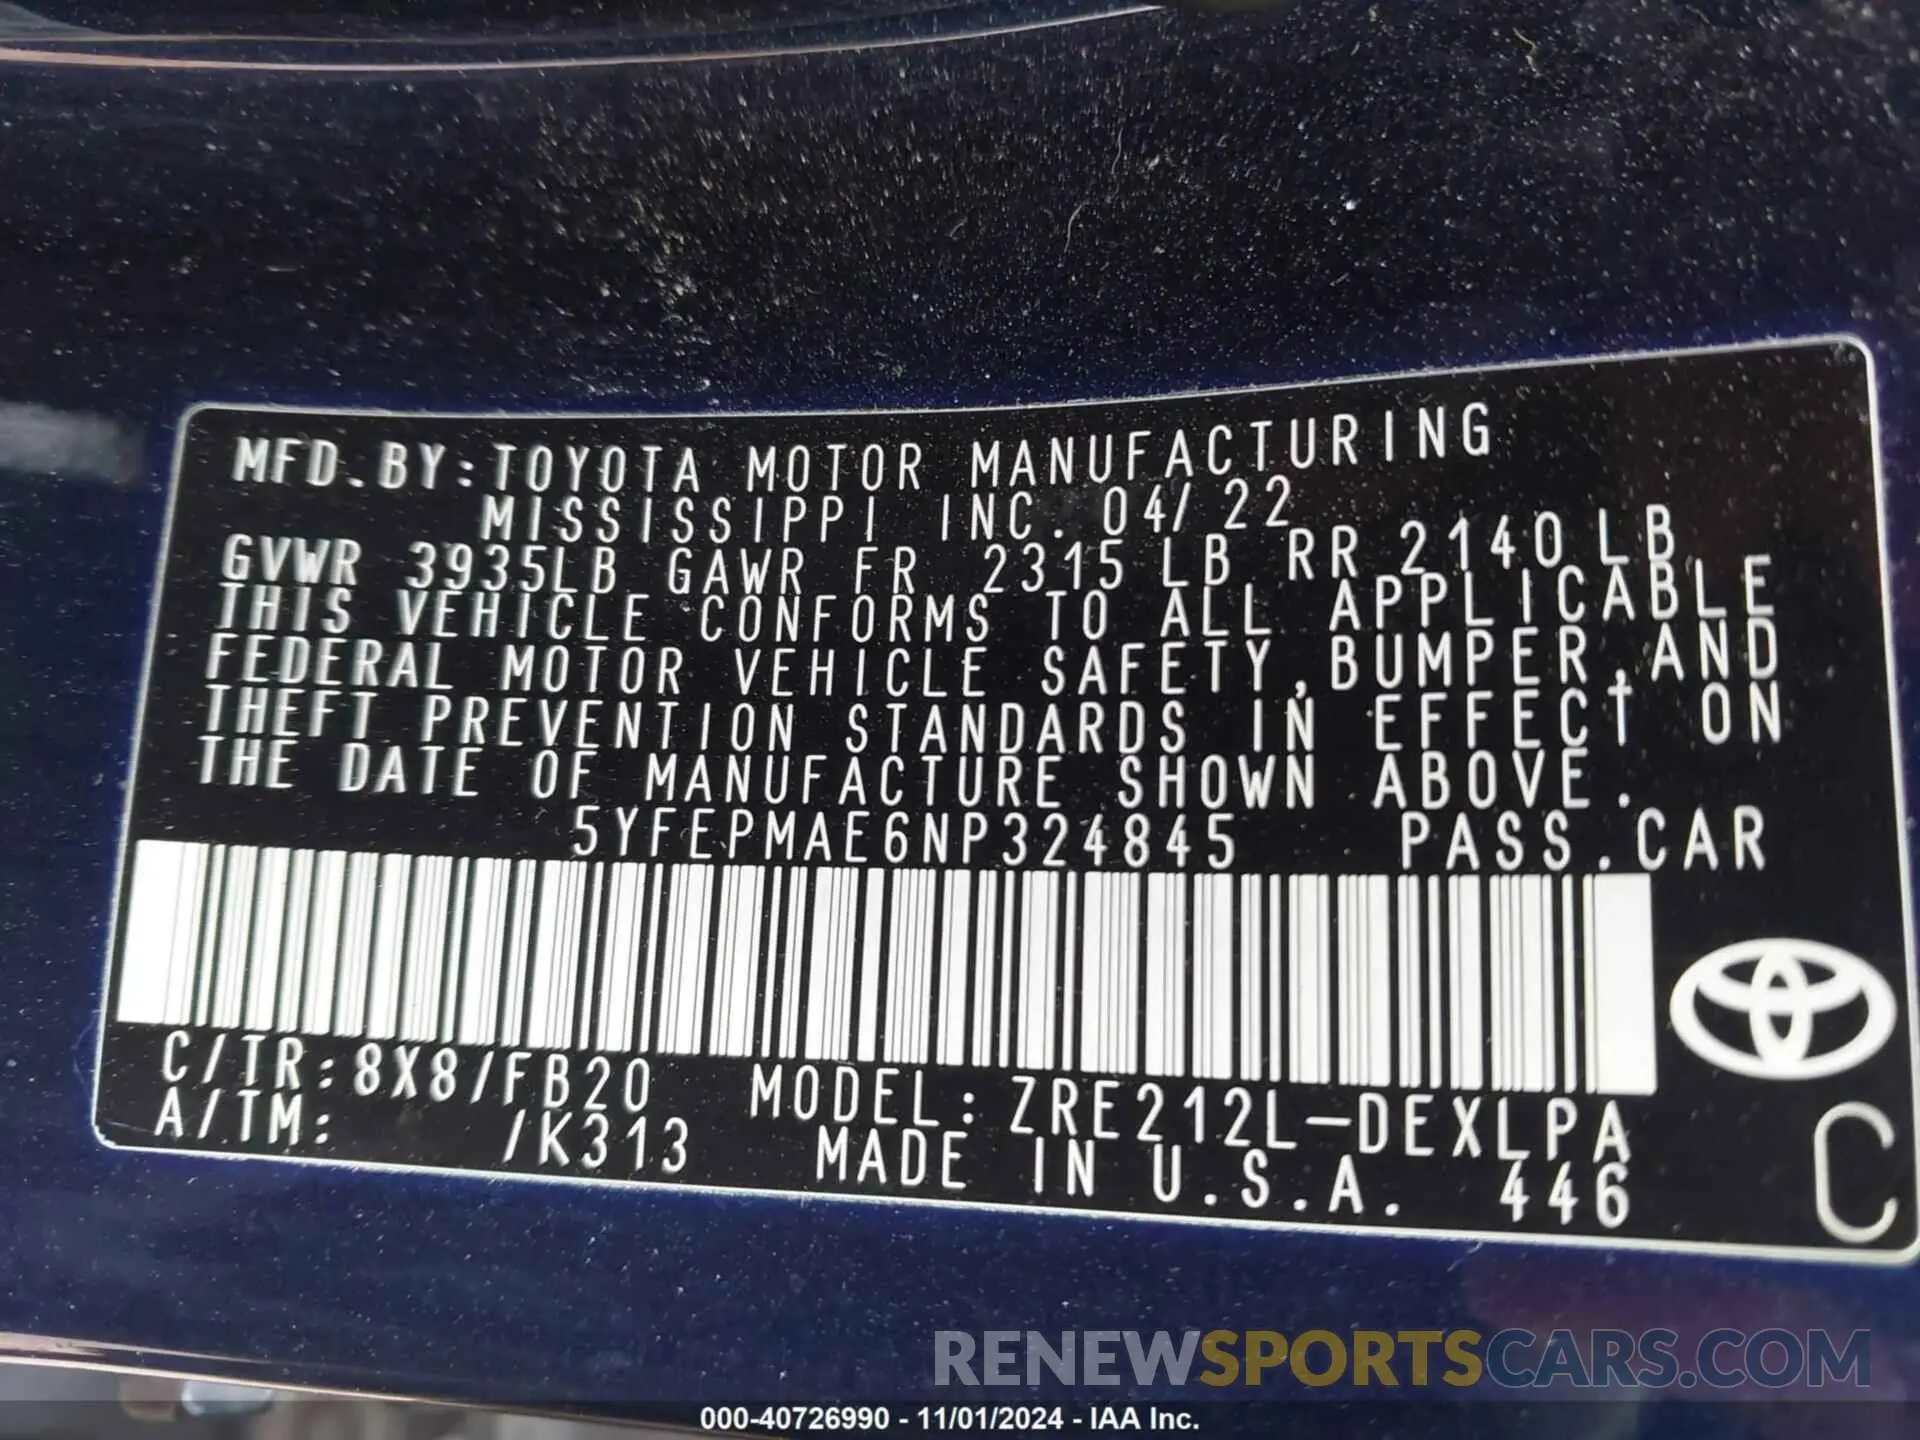 MFD.BY:TOYOTA MOTOR MANUFACTURING
MISSISSIPPI INC. 04/22
GVWR 3935LB GAWR FR 2315 LB RR 2140 LB
THIS VEHICLE CONFORMS TO ALL APPLICABLE
FEDERAL MOTOR VEHICLE SAFETY, BUMPER, AND
THEFT PREVENTION STANDARDS IN EFFECT ON
THE DATE OF MANUFACTURE SHOWN ABOVE.
5YFEPMAE6NP324845 PASS.CAR
C/TR:8X8/FB20 MODEL: ZRE212L-DEXLPA
A/TM: /K313 MADE IN U.S.A. 446
C
RENEWSPORTSCARS.COM
000-40726990 - 11/01/2024 - IAA Inc.